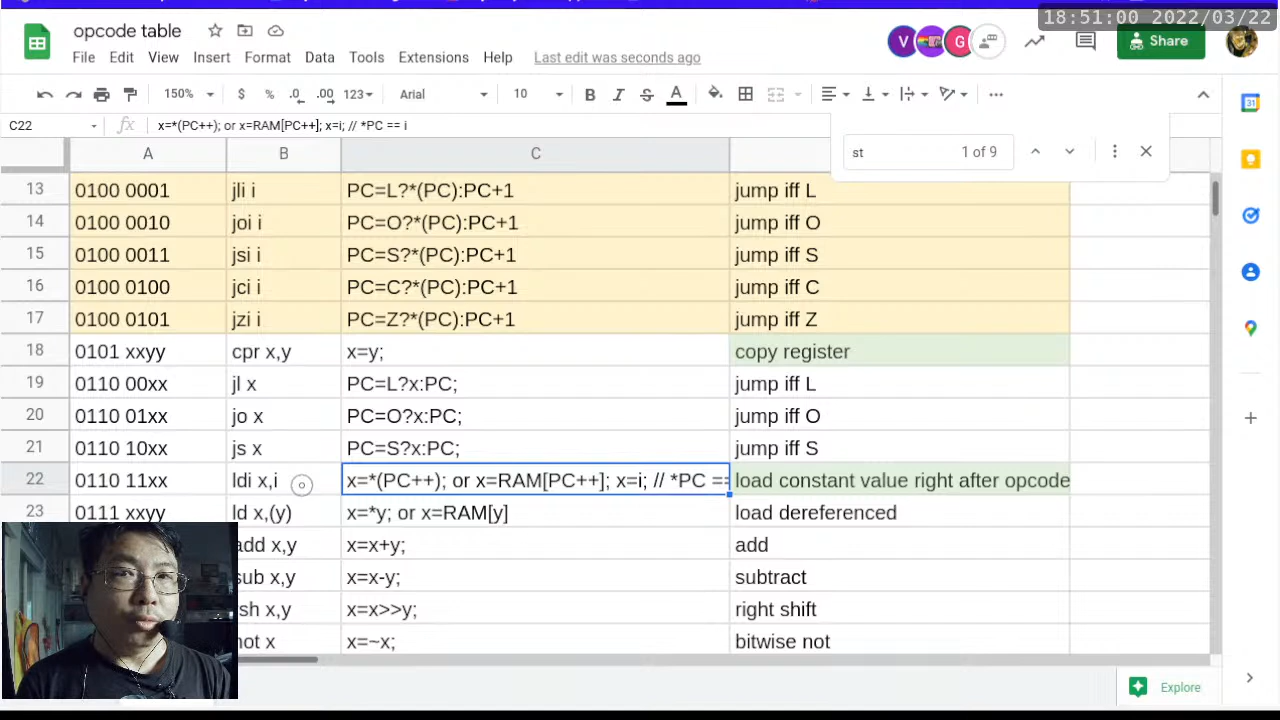 18:51:00 2022/03/22
opcode table
V
G
Share
File Edit View Insert Format Data Tools Extensions Help Last edit was seconds ago
150% $ % .0 .00 123 Arial 10 B I S A
C22 fx x=*(PC++); or x=RAM[PC++]; x=i; // *PC == i
st 1 of 9
A B C
13 0100 0001 jli i PC=L?*(PC):PC+1 jump iff L
14 0100 0010 joi i PC=O?*(PC):PC+1 jump iff O
15 0100 0011 jsi i PC=S?*(PC):PC+1 jump iff S
16 0100 0100 jci i PC=C?*(PC):PC+1 jump iff C
17 0100 0101 jzi i PC=Z?*(PC):PC+1 jump iff Z
18 0101 xxyy cpr x,y x=y; copy register
19 0110 00xx jl x PC=L?x:PC; jump iff L
20 0110 01xx jo x PC=O?x:PC; jump iff O
21 0110 10xx js x PC=S?x:PC; jump iff S
22 0110 11xx ldi x,i x=*(PC++); or x=RAM[PC++]; x=i; // *PC == load constant value right after opcode
23 0111 xxyy ld x,(y) x=*y; or x=RAM[y] load dereferenced
add x,y x=x+y; add
sub x,y x=x-y; subtract
sh x,y x=x>>y; right shift
not x x=~x; bitwise not
31
Explore